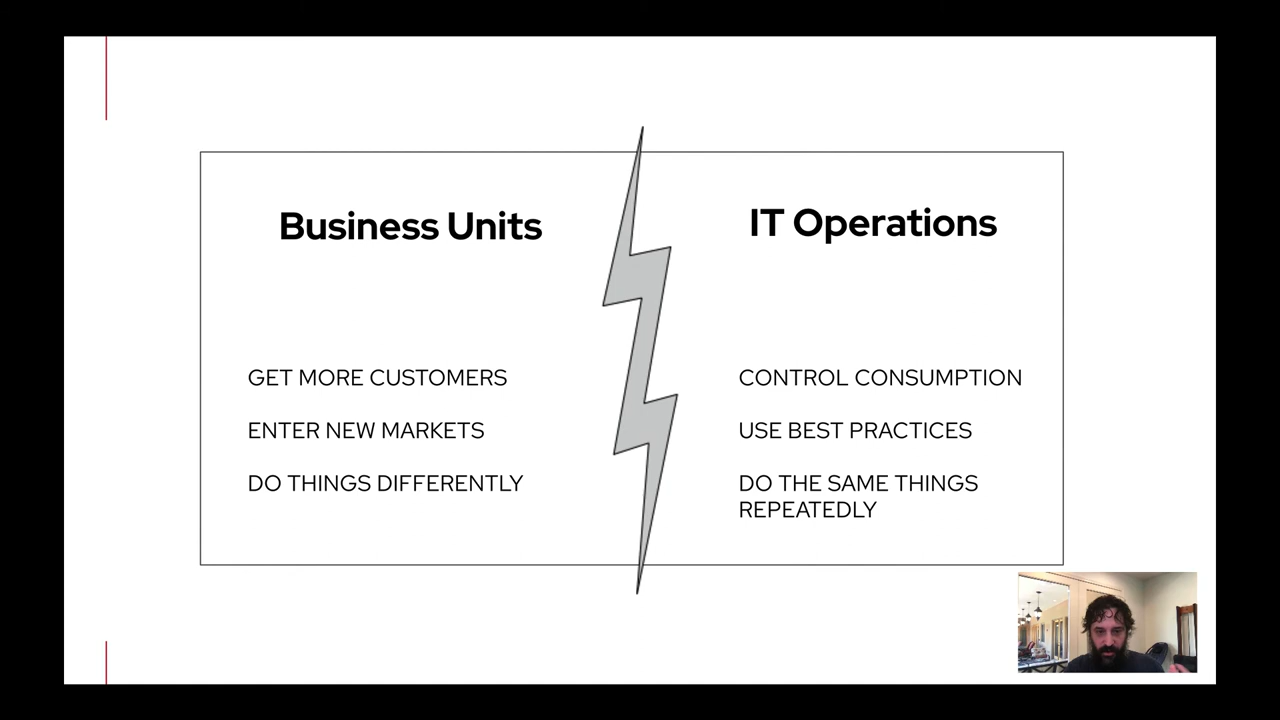 Business Units
GET MORE CUSTOMERS
ENTER NEW MARKETS
DO THINGS DIFFERENTLY
IT Operations
CONTROL CONSUMPTION
USE BEST PRACTICES
DO THE SAME THINGS
REPEATEDLY